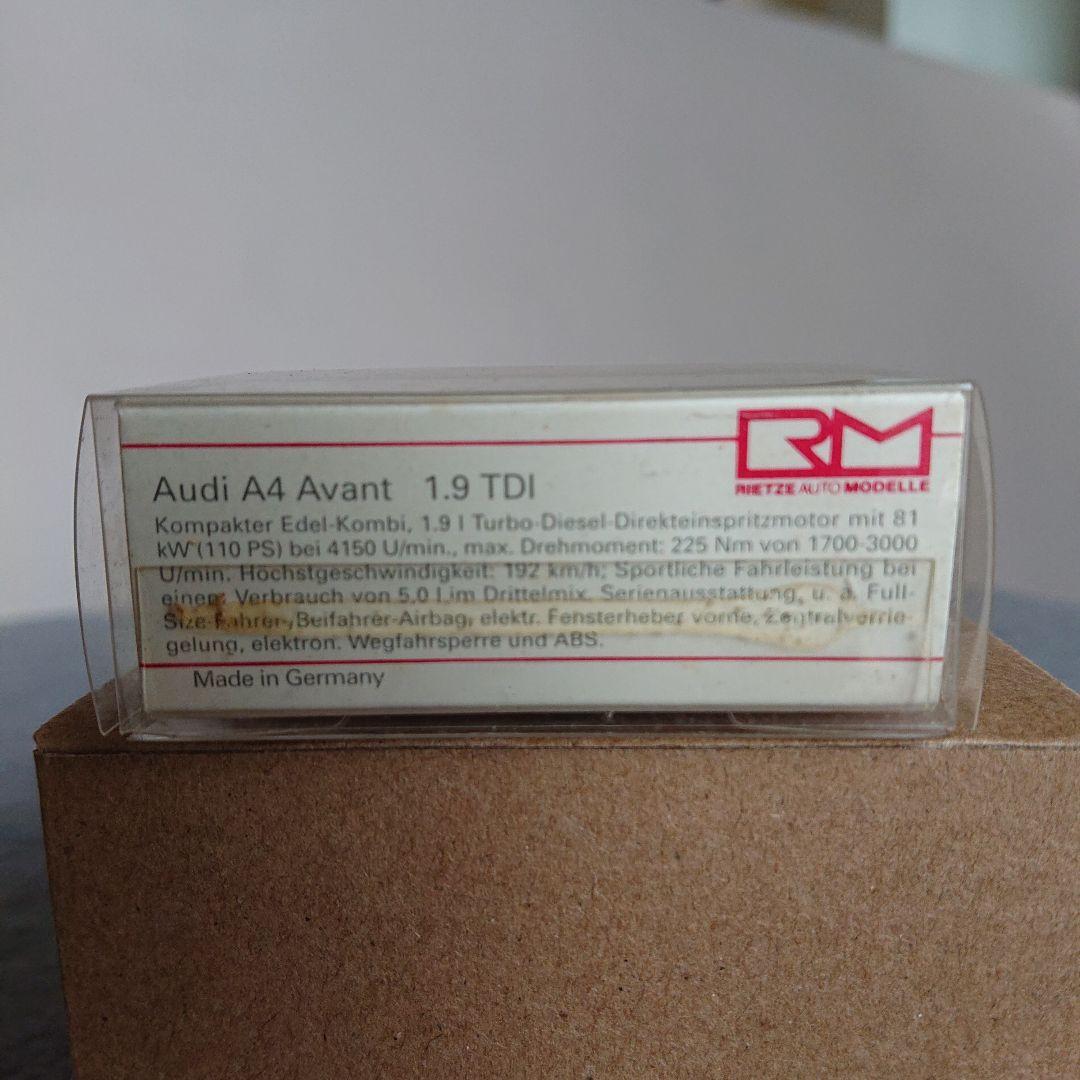 RM
RIETZE AUTO MODELLE
Audi A4 Avant 1.9 TDI
Kompakter Edel-Kombi, 1.9 l Turbo-Diesel-Direkteinspritzmotor mit 81
kW (110 PS) bei 4150 U/min., max. Drehmoment: 225 Nm von 1700-3000
U/min. Höchstgeschwindigkeit: 192 km/h; Sportliche Fahrleistung bei
einem Verbrauch von 5.0 l im Drittelmix. Serienausstattung, u. a. Full-
Size-Fahrer-, Beifahrer-Airbag, elektr. Fensterheber vorne, Zentralverrie-
gelung, elektron. Wegfahrsperre und ABS.
Made in Germany